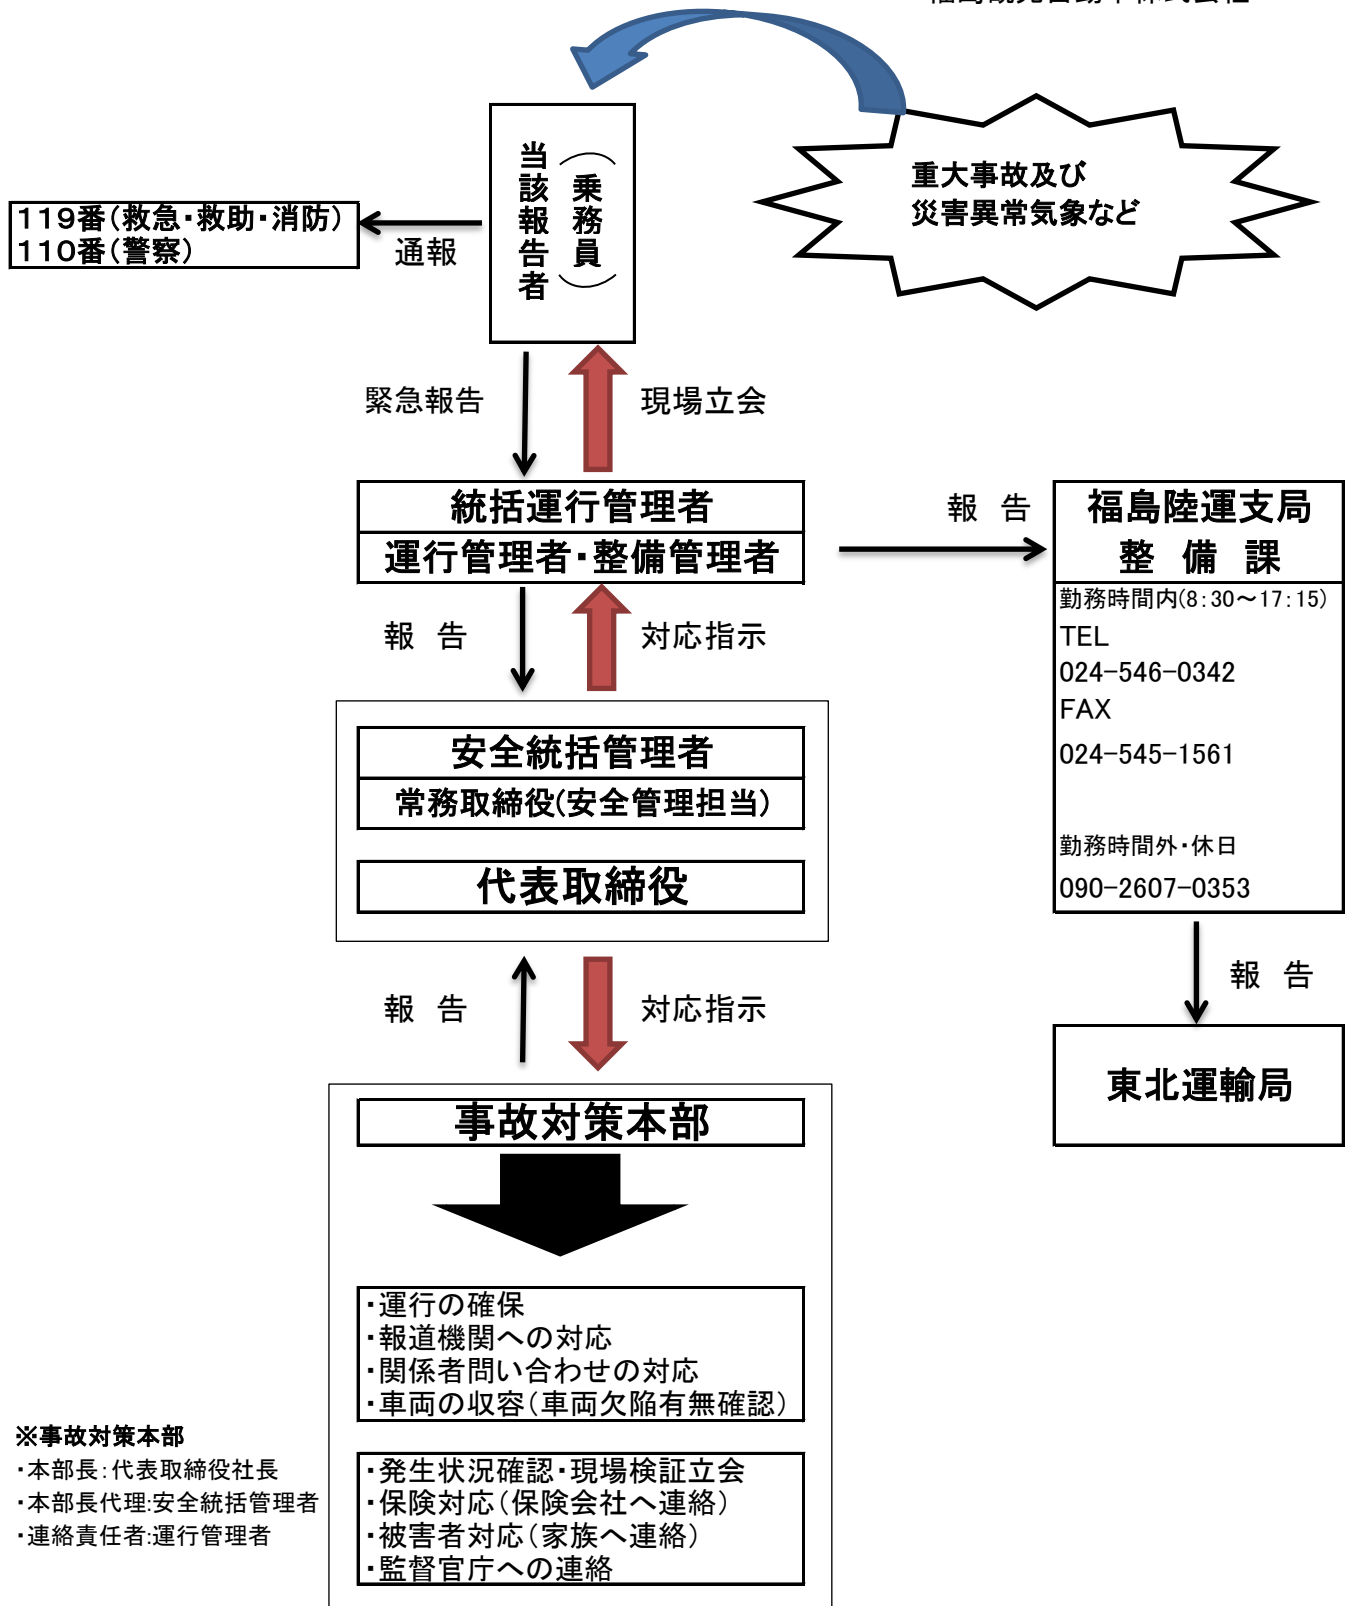 重大事故及び
災害異常気象など
当該報告者
（乗務員）
119番（救急・救助・消防）
110番（警察）
通報
緊急報告
現場立会
統括運行管理者
運行管理者・整備管理者
報　告
福島陸運支局
整　備　課
勤務時間内(8：30～17：15)
TEL
024-546-0342
FAX
024-545-1561
勤務時間外・休日
090-2607-0353
報　告
対応指示
安全統括管理者
常務取締役(安全管理担当)
代表取締役
報　告
東北運輸局
報　告
対応指示
事故対策本部
・運行の確保
・報道機関への対応
・関係者問い合わせの対応
・車両の収容（車両欠陥有無確認）
・発生状況確認・現場検証立会
・保険対応（保険会社へ連絡）
・被害者対応（家族へ連絡）
・監督官庁への連絡
※事故対策本部
・本部長：代表取締役社長
・本部長代理:安全統括管理者
・連絡責任者:運行管理者